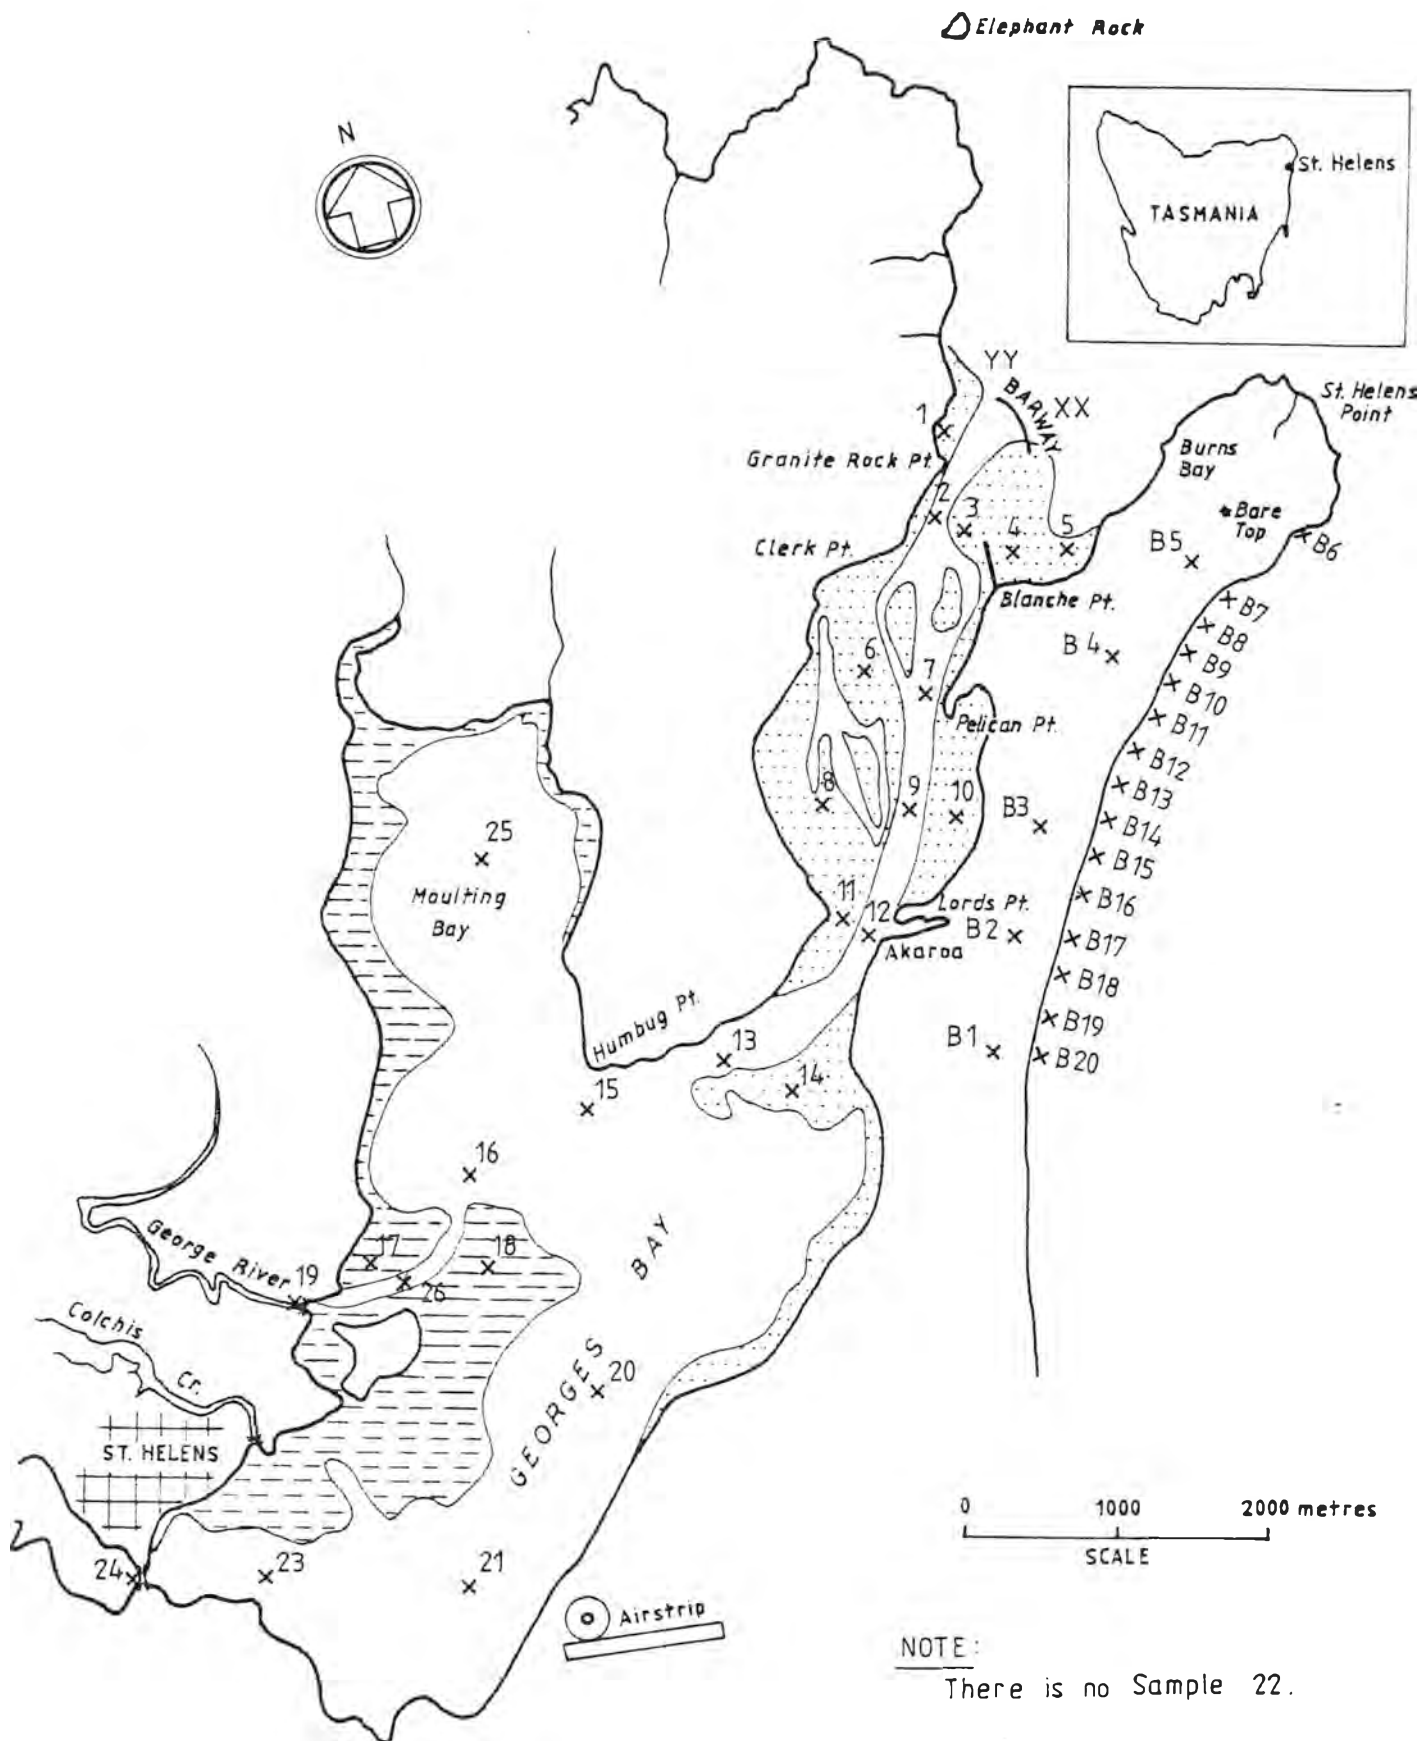 Elephant Rock
N
St. Helens
TASMANIA
YY
BARWAY
XX
St. Helens
Point
1
Granite Rock Pt.
Burns
Bay
2
3
4
5
Bare
Top
B5
B6
Clerk Pt.
Blanche Pt.
B7
B8
B4
B9
6
7
B10
Pelican Pt.
B11
B12
8
9
10
B3
B13
B14
25
B15
Moulting
Bay
11
12
Lords Pt.
B16
Akaroa
B2
B17
B18
Humbug Pt.
13
B1
B19
B20
14
15
16
George River
17
18
19
26
GEORGES BAY
Colchis
Cr.
20
ST. HELENS
0 1000 2000 metres
SCALE
24
23
21
Airstrip
NOTE:
There is no Sample 22.